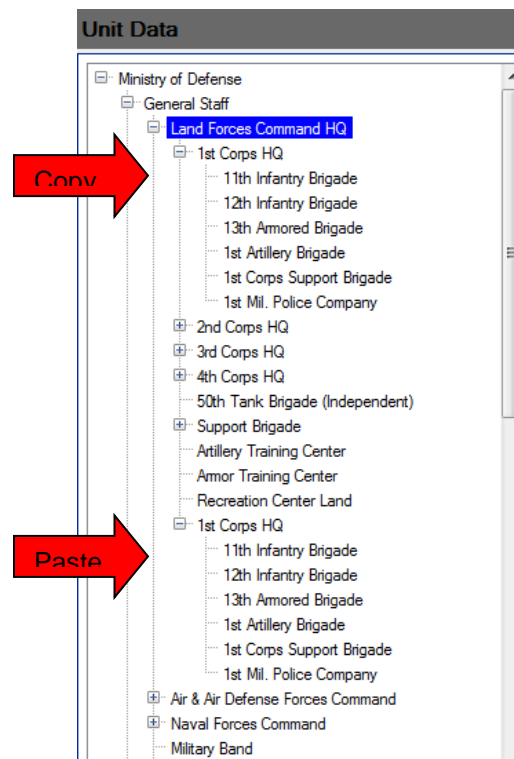 Unit Data
Ministry of Defense
General Staff
Land Forces Command HQ
1st Corps HQ
Copy
11th Infantry Brigade
12th Infantry Brigade
13th Armored Brigade
1st Artillery Brigade
1st Corps Support Brigade
1st Mil. Police Company
2nd Corps HQ
3rd Corps HQ
4th Corps HQ
50th Tank Brigade (Independent)
Support Brigade
Artillery Training Center
Armor Training Center
Recreation Center Land
1st Corps HQ
11th Infantry Brigade
Paste
12th Infantry Brigade
13th Armored Brigade
1st Artillery Brigade
1st Corps Support Brigade
1st Mil. Police Company
Air & Air Defense Forces Command
Naval Forces Command
Military Band